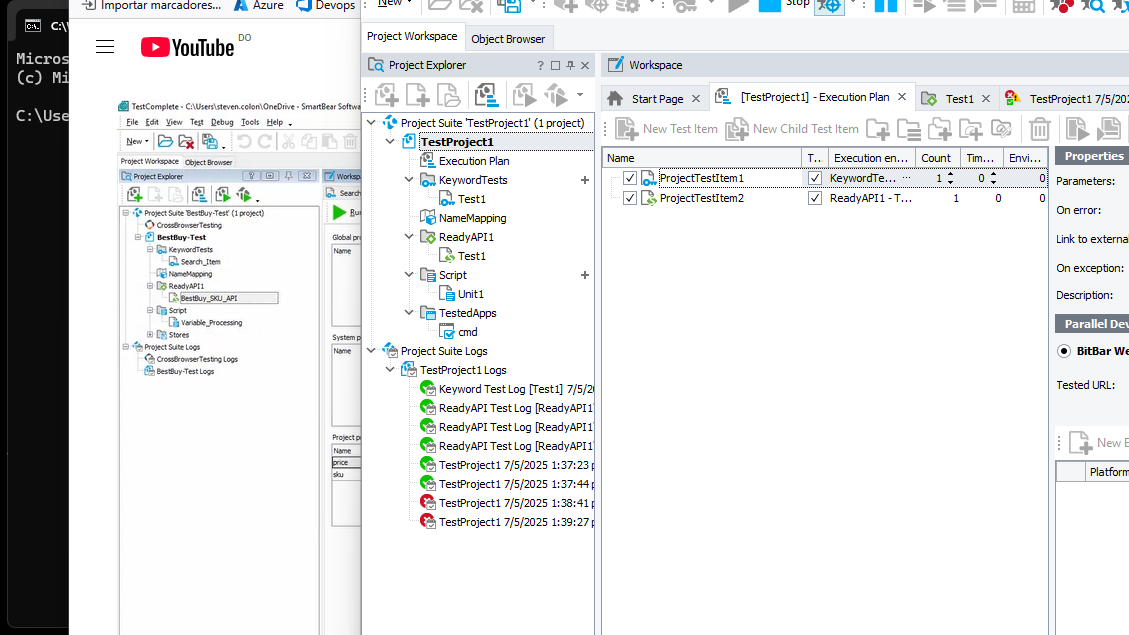 C:\
Micros
(c) Mi
C:\Use
Importar marcadores...
Azure
Devops
YouTube DO
TestComplete - C:\Users\steven.colon\OneDrive - SmartBear Softwa
File Edit View Test Debug Tools Help
New
Project Workspace Object Browser
Project Explorer
Project Suite 'BestBuy-Test' (1 project)
CrossBrowserTesting
BestBuy-Test
KeywordTests
Search_Item
NameMapping
ReadyAPI1
BestBuy_SKU_API
Script
Variable_Processing
Stores
Project Suite Logs
CrossBrowserTesting Logs
BestBuy-Test Logs
Worksp
Search
Ru
Global pr
Name
System p
Name
Project p
Name
price
sku
New
Stop
Project Workspace
Object Browser
Project Explorer
?
Project Suite 'TestProject1' (1 project)
TestProject1
Execution Plan
KeywordTests
Test1
NameMapping
ReadyAPI1
Test1
Script
Unit1
TestedApps
cmd
Project Suite Logs
TestProject1 Logs
Keyword Test Log [Test1] 7/5/20
ReadyAPI Test Log [ReadyAPI1\
ReadyAPI Test Log [ReadyAPI1\
ReadyAPI Test Log [ReadyAPI1\
TestProject1 7/5/2025 1:37:23 p
TestProject1 7/5/2025 1:37:44 p
TestProject1 7/5/2025 1:38:41 p
TestProject1 7/5/2025 1:39:27 p
Workspace
Start Page
[TestProject1] - Execution Plan
Test1
TestProject1 7/5/202
New Test Item
New Child Test Item
Name T... Execution en... Count Tim... Envi...
ProjectTestItem1 KeywordTe... ... 1 0 0
ProjectTestItem2 ReadyAPI1 - T... 1 0 0
Properties
Parameters:
On error:
Link to externa
On exception:
Description:
Parallel Dev
BitBar We
Tested URL:
New E
Platform